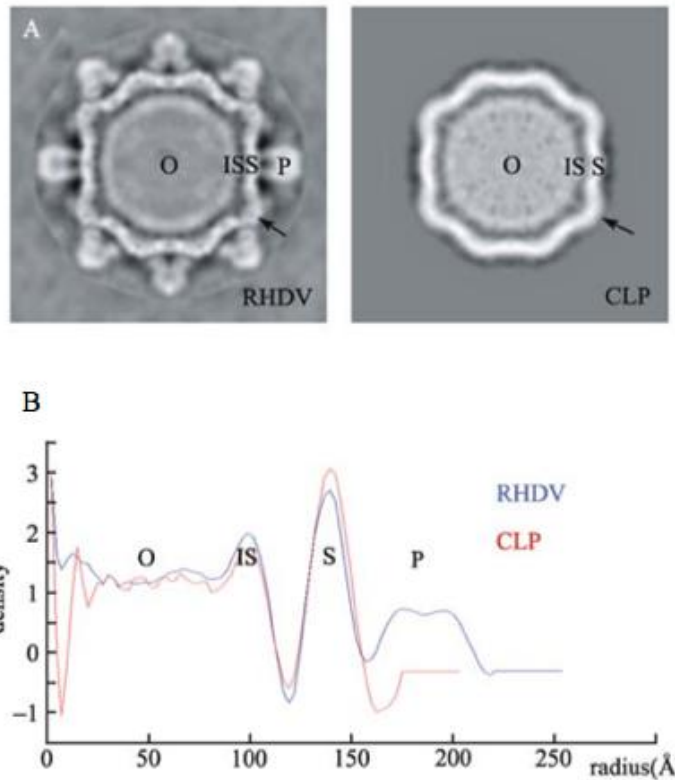 A
O ISS P
RHDV
O IS S
CLP
B
3
2
1
0
−1
density
O IS S P
RHDV
CLP
0 50 100 150 200 250 radius(Å